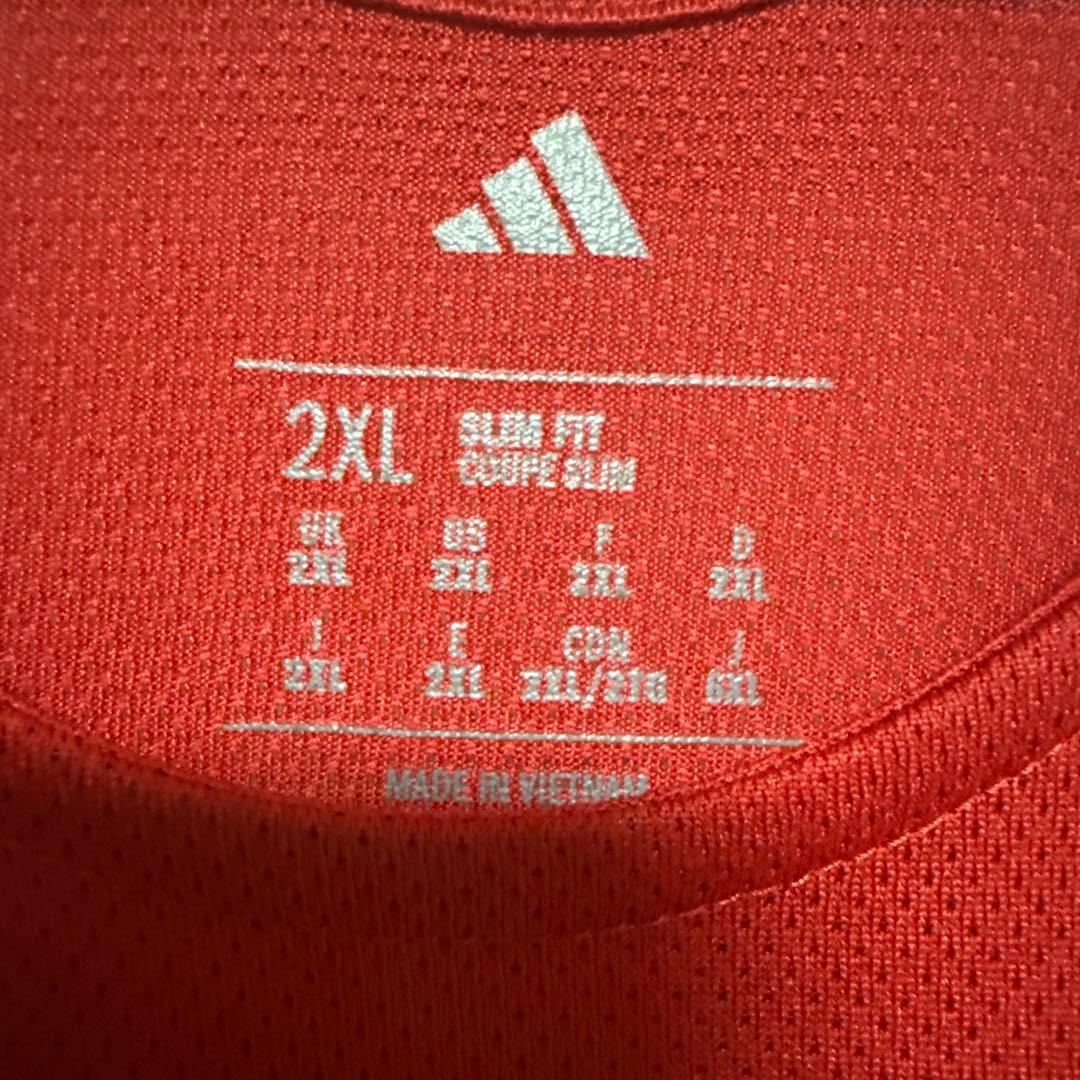 2XL SLIM FIT
COUPE SLIM
UK US F D
2XL 2XL 2XL 2XL
I E CDN J
2XL 2XL 2XL/2TG 6XL
MADE IN VIETNAM